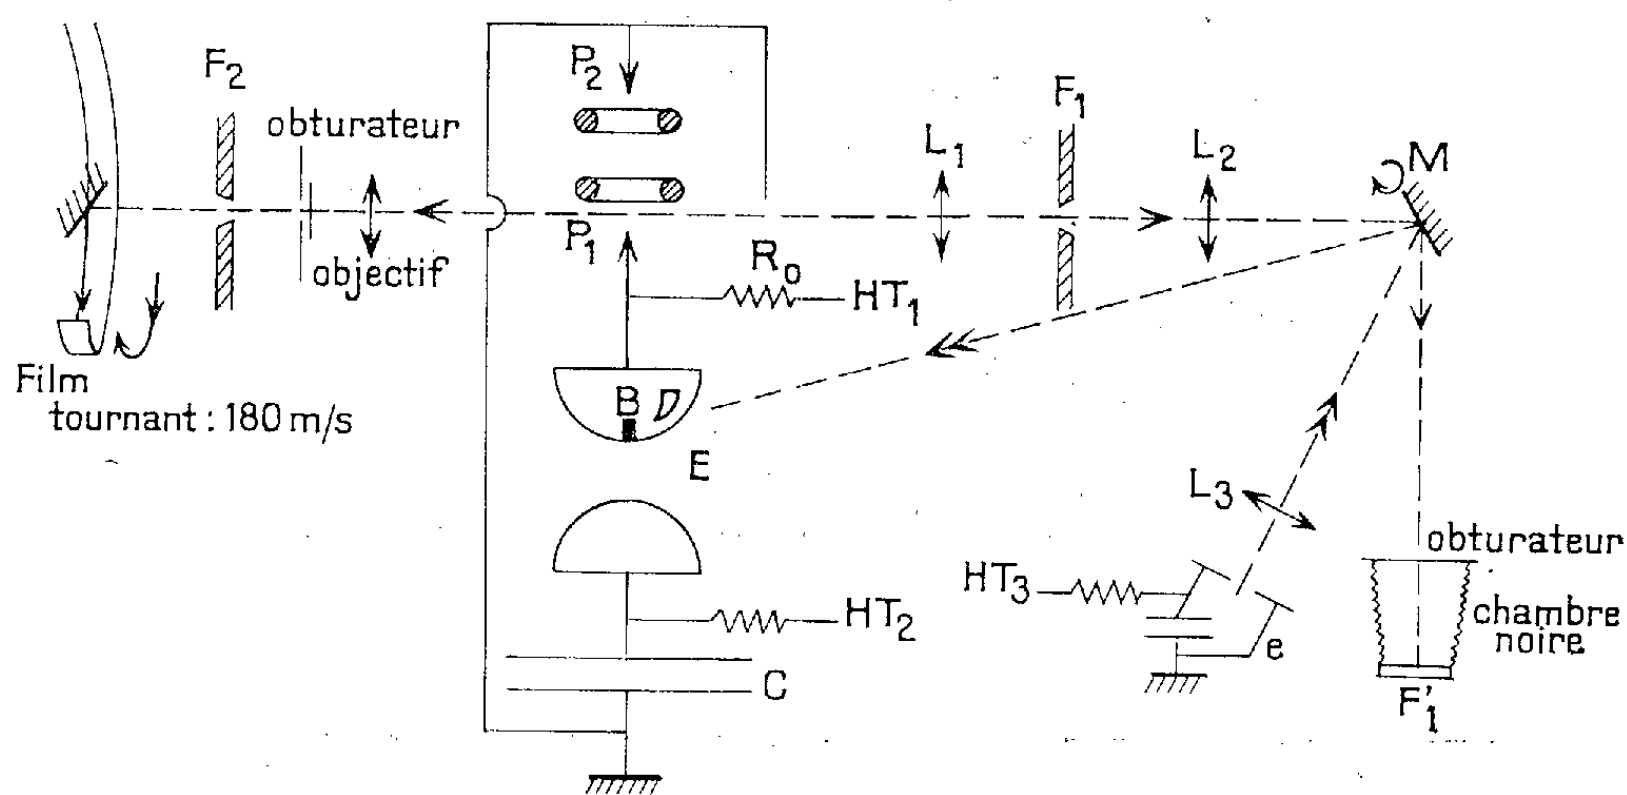 F2
obturateur
objectif
Film
tournant : 180 m/s
P2
P1
R0
HT1
B
D
E
HT2
C
L1
F1
L2
M
L3
HT3
e
obturateur
chambre
noire
F'1